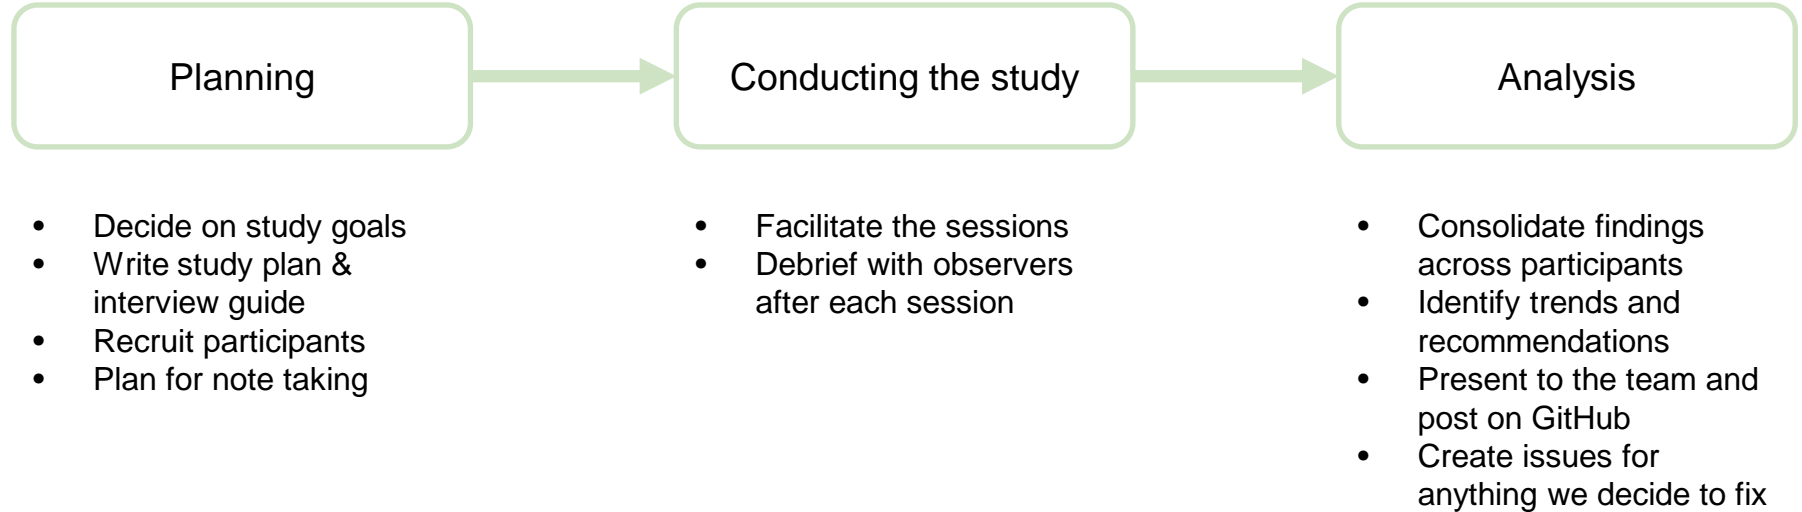 Planning
Conducting the study
Analysis
• Decide on study goals
• Write study plan &
interview guide
• Recruit participants
• Plan for note taking
• Facilitate the sessions
• Debrief with observers
after each session
• Consolidate findings
across participants
• Identify trends and
recommendations
• Present to the team and
post on GitHub
• Create issues for
anything we decide to fix